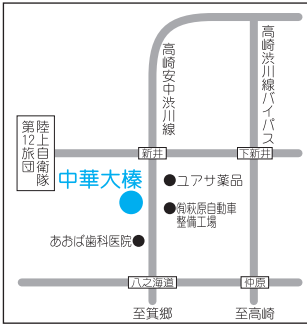 高崎安中渋川線
高崎渋川線バイパス
陸上自衛隊
第12旅団
新井
下新井
中華大榛
ユアサ薬品
㈲萩原自動車
整備工場
あおば歯科医院
八之海道
仲原
至箕郷
至高崎